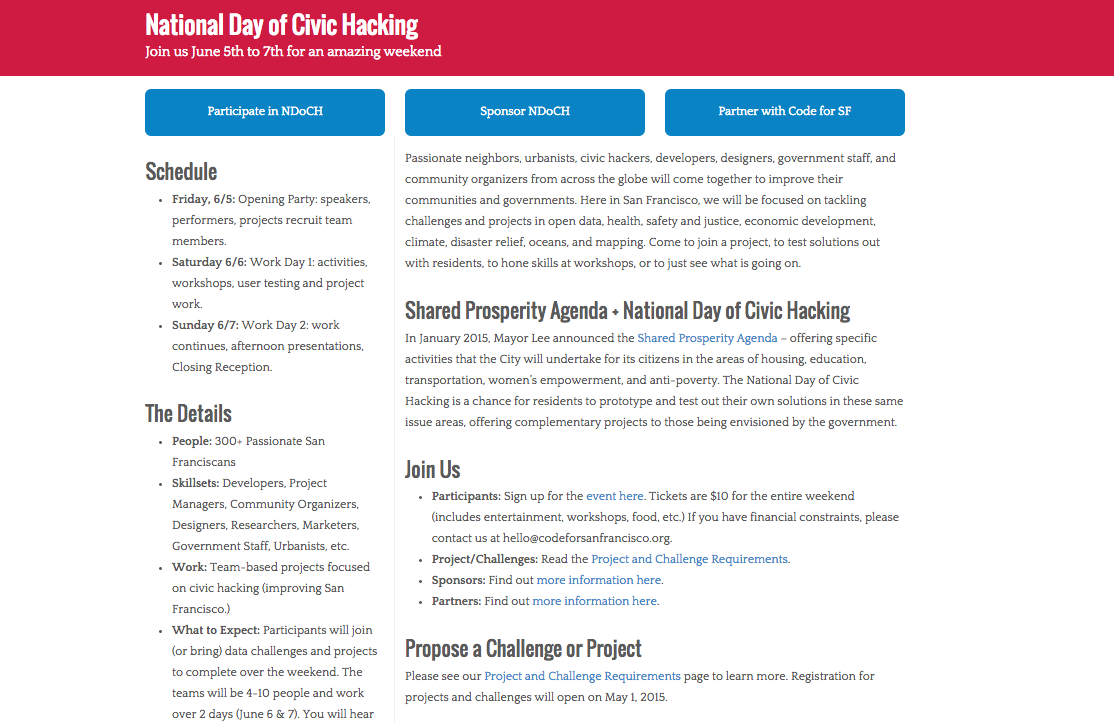 National Day of Civic Hacking
Join us June 5th to 7th for an amazing weekend
Participate in NDoCH
Sponsor NDoCH
Partner with Code for SF
Schedule
Friday, 6/5: Opening Party: speakers,
performers, projects recruit team
members.
Saturday 6/6: Work Day 1: activities,
workshops, user testing and project
work.
Sunday 6/7: Work Day 2: work
continues, afternoon presentations,
Closing Reception.
The Details
People: 300+ Passionate San
Franciscans
Skillsets: Developers, Project
Managers, Community Organizers,
Designers, Researchers, Marketers,
Government Staff, Urbanists, etc.
Work: Team-based projects focused
on civic hacking (improving San
Francisco.)
What to Expect: Participants will join
(or bring) data challenges and projects
to complete over the weekend. The
teams will be 4-10 people and work
over 2 days (June 6 & 7). You will hear
Passionate neighbors, urbanists, civic hackers, developers, designers, government staff, and
community organizers from across the globe will come together to improve their
communities and governments. Here in San Francisco, we will be focused on tackling
challenges and projects in open data, health, safety and justice, economic development,
climate, disaster relief, oceans, and mapping. Come to join a project, to test solutions out
with residents, to hone skills at workshops, or to just see what is going on.
Shared Prosperity Agenda + National Day of Civic Hacking
In January 2015, Mayor Lee announced the Shared Prosperity Agenda – offering specific
activities that the City will undertake for its citizens in the areas of housing, education,
transportation, women's empowerment, and anti-poverty. The National Day of Civic
Hacking is a chance for residents to prototype and test out their own solutions in these same
issue areas, offering complementary projects to those being envisioned by the government.
Join Us
Participants: Sign up for the event here. Tickets are $10 for the entire weekend
(includes entertainment, workshops, food, etc.) If you have financial constraints, please
contact us at hello@codeforsanfrancisco.org.
Project/Challenges: Read the Project and Challenge Requirements.
Sponsors: Find out more information here.
Partners: Find out more information here.
Propose a Challenge or Project
Please see our Project and Challenge Requirements page to learn more. Registration for
projects and challenges will open on May 1, 2015.